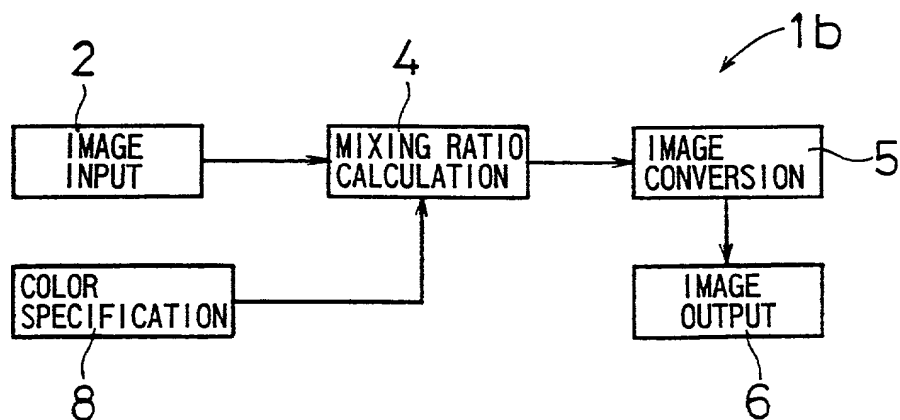 1b
2
4
IMAGE
INPUT
MIXING RATIO
CALCULATION
IMAGE
CONVERSION
5
COLOR
SPECIFICATION
IMAGE
OUTPUT
8
6